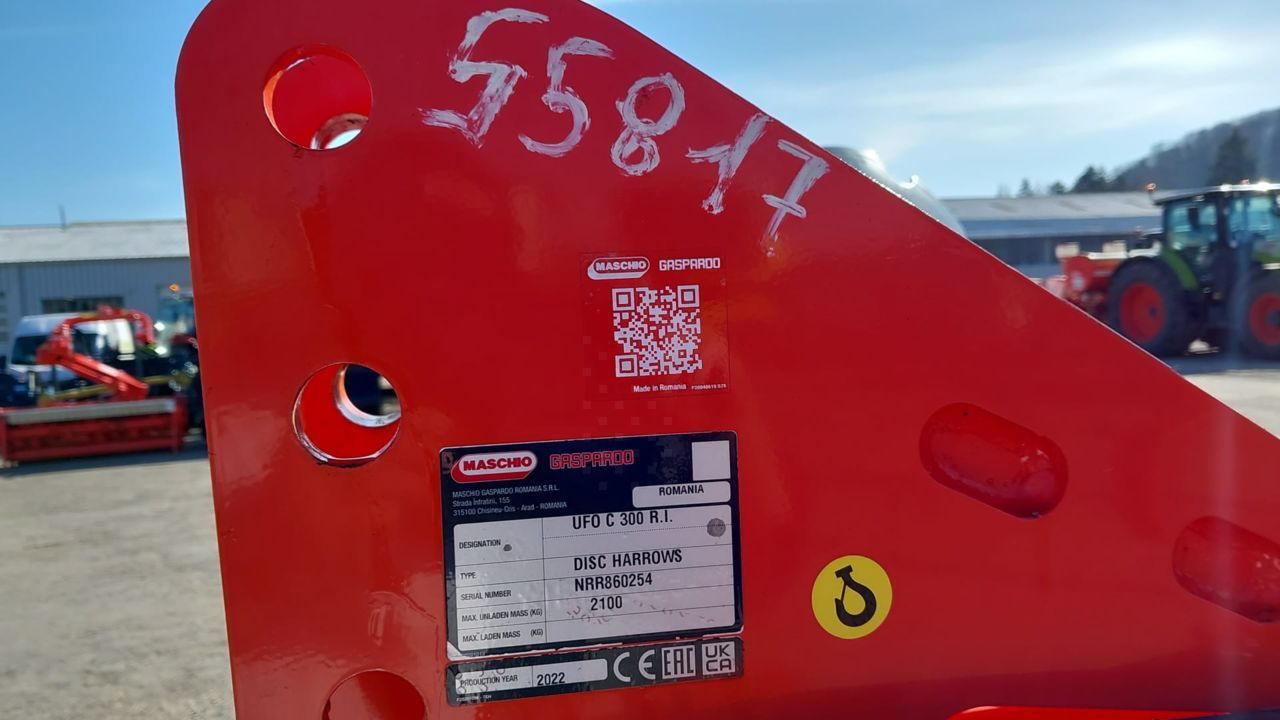 55817
MASCHIO GASPARDO
Made in Romania
MASCHIO GASPARDO
MASCHIO GASPARDO ROMANIA S.R.L.
Strada Infratirii, 155
315100 Chisineu-Cris - Arad - ROMANIA
ROMANIA
DESIGNATION UFO C 300 R.I.
TYPE DISC HARROWS
SERIAL NUMBER NRR860254
MAX. UNLADEN MASS (KG) 2100
MAX. LADEN MASS (KG)
PRODUCTION YEAR 2022 CE EAC UKCA